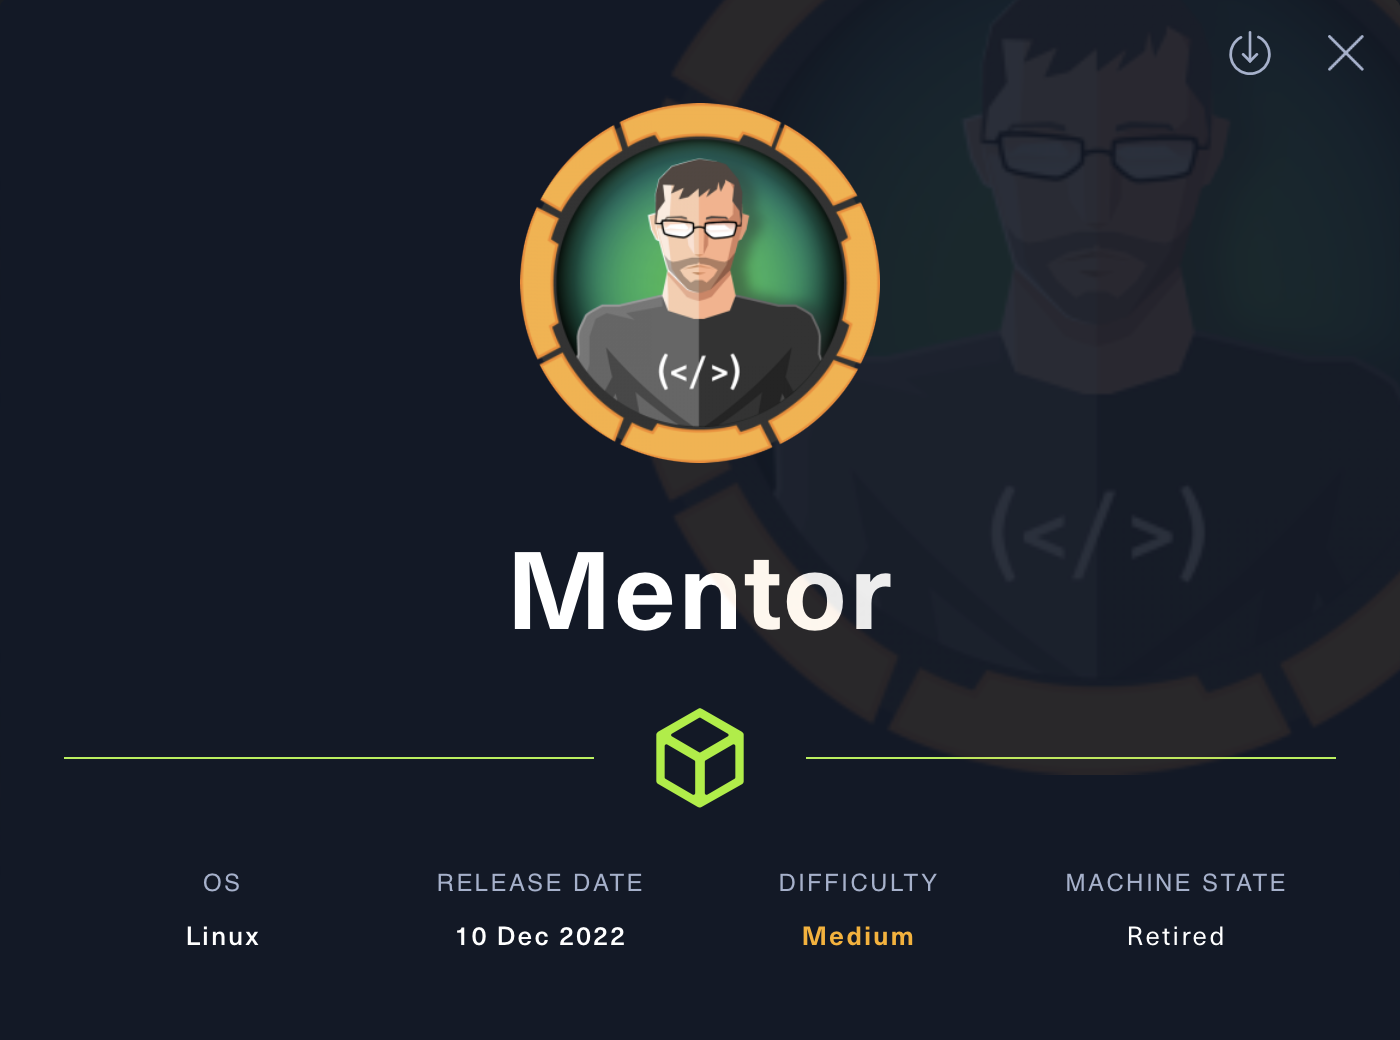 (</>)
(</>)
Mentor
OS
RELEASE DATE
DIFFICULTY
MACHINE STATE
Linux
10 Dec 2022
Medium
Retired